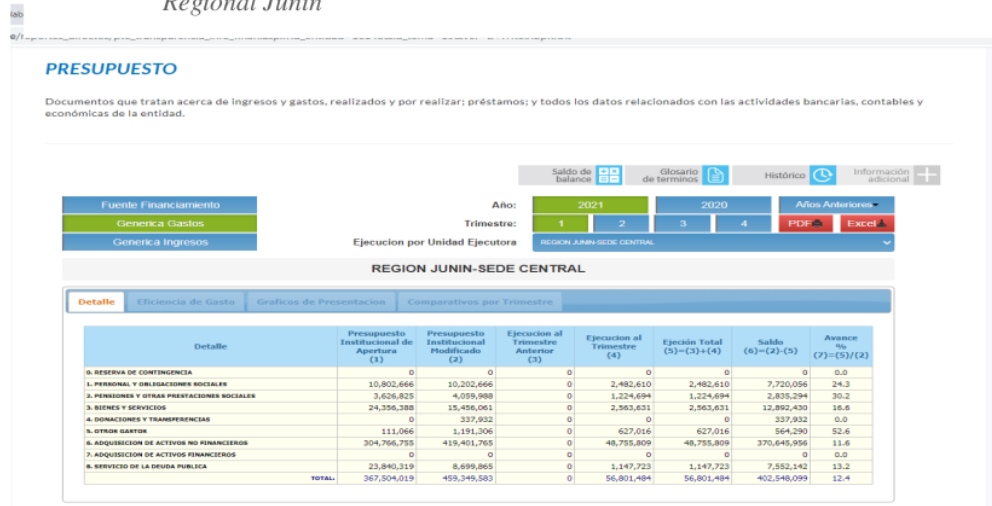 Regional Junín
PRESUPUESTO
Documentos que tratan acerca de ingresos y gastos, realizados y por realizar; préstamos; y todos los datos relacionados con las actividades bancarias, contables y
económicas de la entidad.
Saldo de balance Glosario de terminos Histórico Información adicional
Fuente Financiamiento Año: 2021 2020 Años Anteriores
Generica Gastos Trimestre: 1 2 3 4 PDF Excel
Generica Ingresos Ejecucion por Unidad Ejecutora REGION JUNIN-SEDE CENTRAL
REGION JUNIN-SEDE CENTRAL
Detalle Eficiencia de Gasto Graficos de Presentacion Comparativos por Trimestre
Detalle Presupuesto Institucional de Apertura (1) Presupuesto Institucional Modificado (2) Ejecucion al Trimestre Anterior (3) Ejecucion al Trimestre (4) Ejeción Total (5)=(3)+(4) Saldo (6)=(2)-(5) Avance % (7)=(5)/(2)
0. RESERVA DE CONTINGENCIA 0 0 0 0 0 0 0.0
1. PERSONAL Y OBLIGACIONES SOCIALES 10,802,666 10,202,666 0 2,482,610 2,482,610 7,720,056 24.3
2. PENSIONES Y OTRAS PRESTACIONES SOCIALES 3,626,825 4,059,988 0 1,224,694 1,224,694 2,835,294 30.2
3. BIENES Y SERVICIOS 24,356,388 15,456,061 0 2,563,631 2,563,631 12,892,430 16.6
4. DONACIONES Y TRANSFERENCIAS 0 337,932 0 0 0 337,932 0.0
5. OTROS GASTOS 111,066 1,191,306 0 627,016 627,016 564,290 52.6
6. ADQUISICION DE ACTIVOS NO FINANCIEROS 304,766,755 419,401,765 0 48,755,809 48,755,809 370,645,956 11.6
7. ADQUISICION DE ACTIVOS FINANCIEROS 0 0 0 0 0 0 0.0
8. SERVICIO DE LA DEUDA PUBLICA 23,840,319 8,699,865 0 1,147,723 1,147,723 7,552,142 13.2
TOTAL. 367,504,019 459,349,583 0 56,801,484 56,801,484 402,548,099 12.4